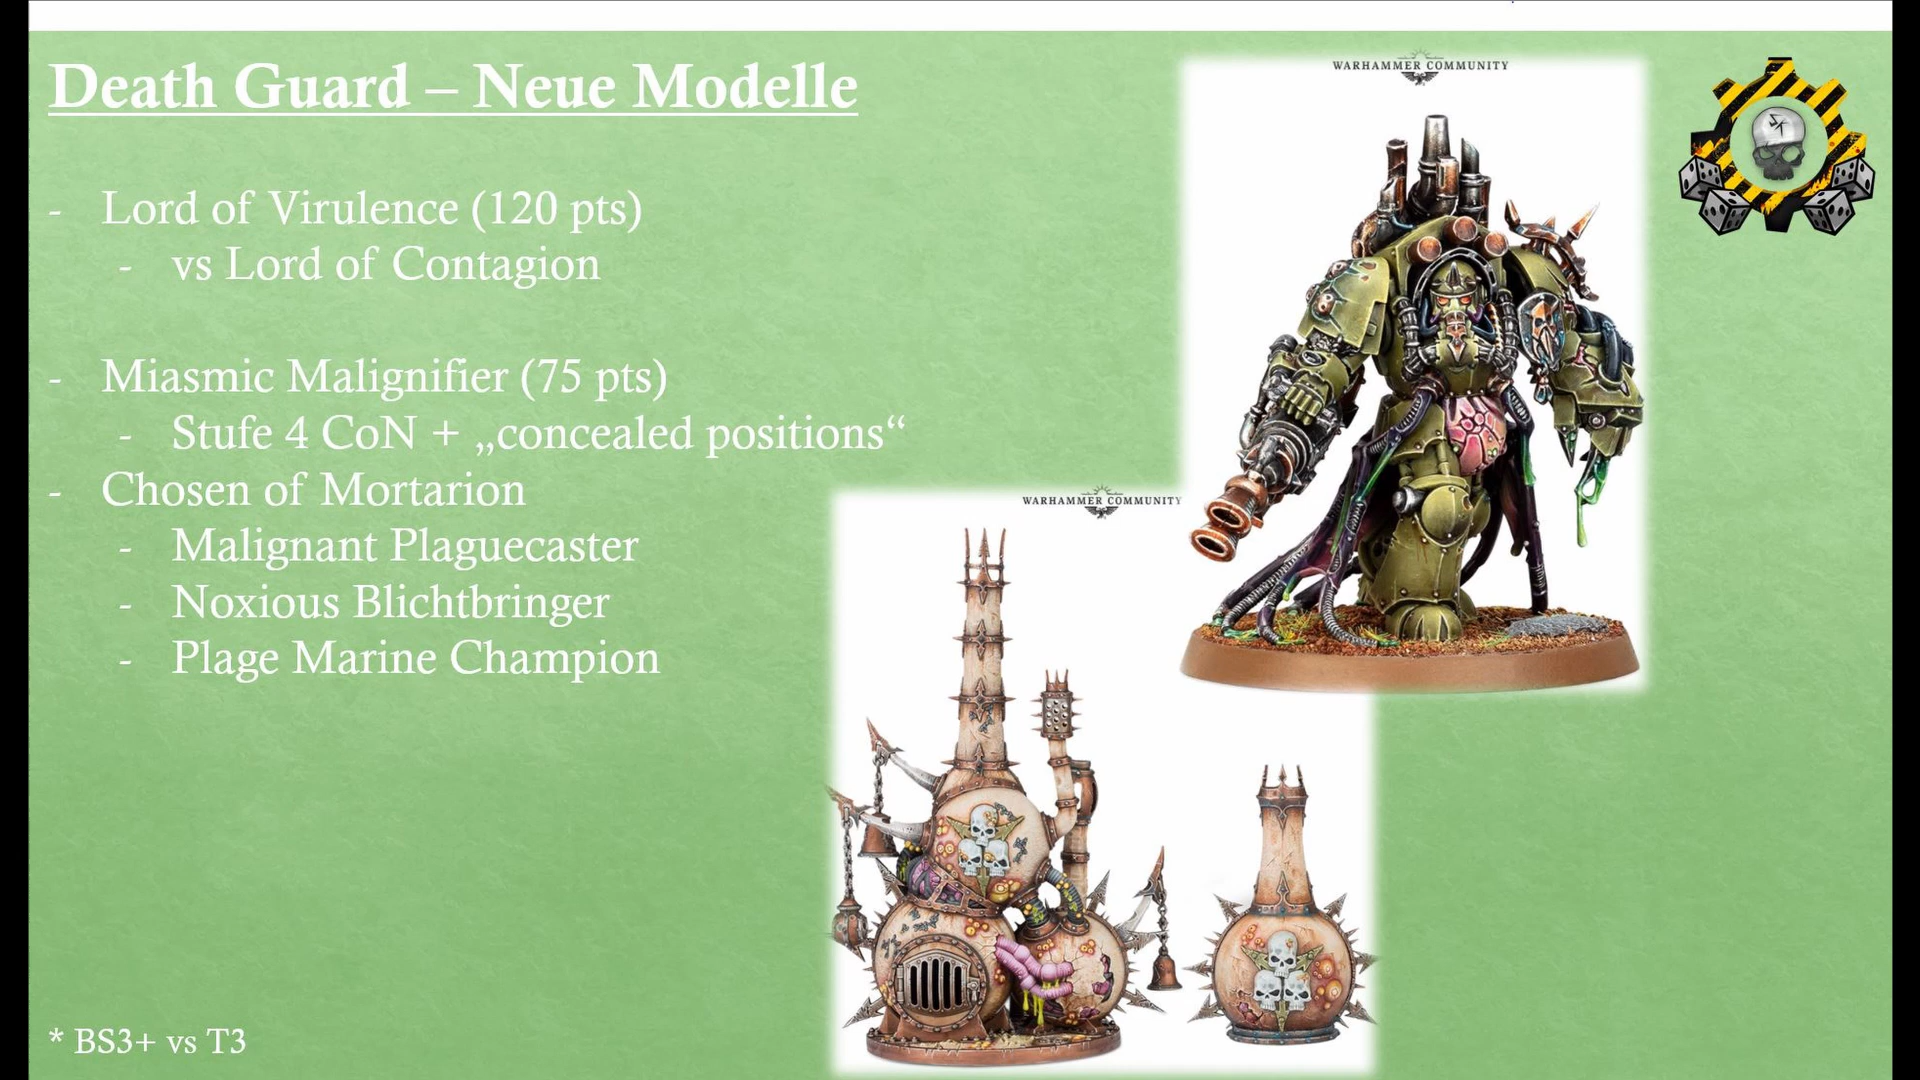 Death Guard – Neue Modelle
- Lord of Virulence (120 pts)
- vs Lord of Contagion
- Miasmic Malignifier (75 pts)
- Stufe 4 CoN + „concealed positions“
- Chosen of Mortarion
- Malignant Plaguecaster
- Noxious Blichtbringer
- Plage Marine Champion
* BS3+ vs T3
WARHAMMER COMMUNITY
WARHAMMER COMMUNITY
SK